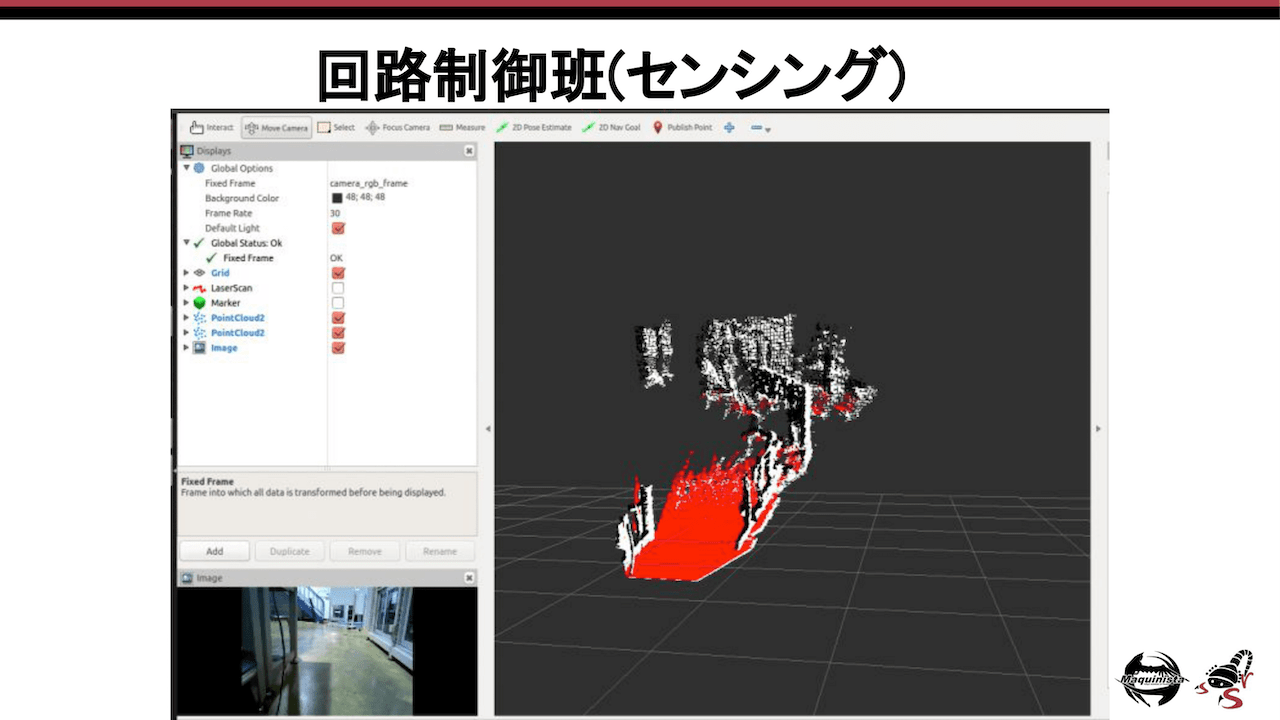 回路制御班(センシング)
Interact Move Camera Select Focus Camera Measure 2D Pose Estimate 2D Nav Goal Publish Point
Displays
Global Options
Fixed Frame camera_rgb_frame
Background Color 48; 48; 48
Frame Rate 30
Default Light
Global Status: Ok
Fixed Frame OK
Grid
LaserScan
Marker
PointCloud2
PointCloud2
Image
Fixed Frame
Frame into which all data is transformed before being displayed.
Add Duplicate Remove Rename
Image
Maquinista
SSr